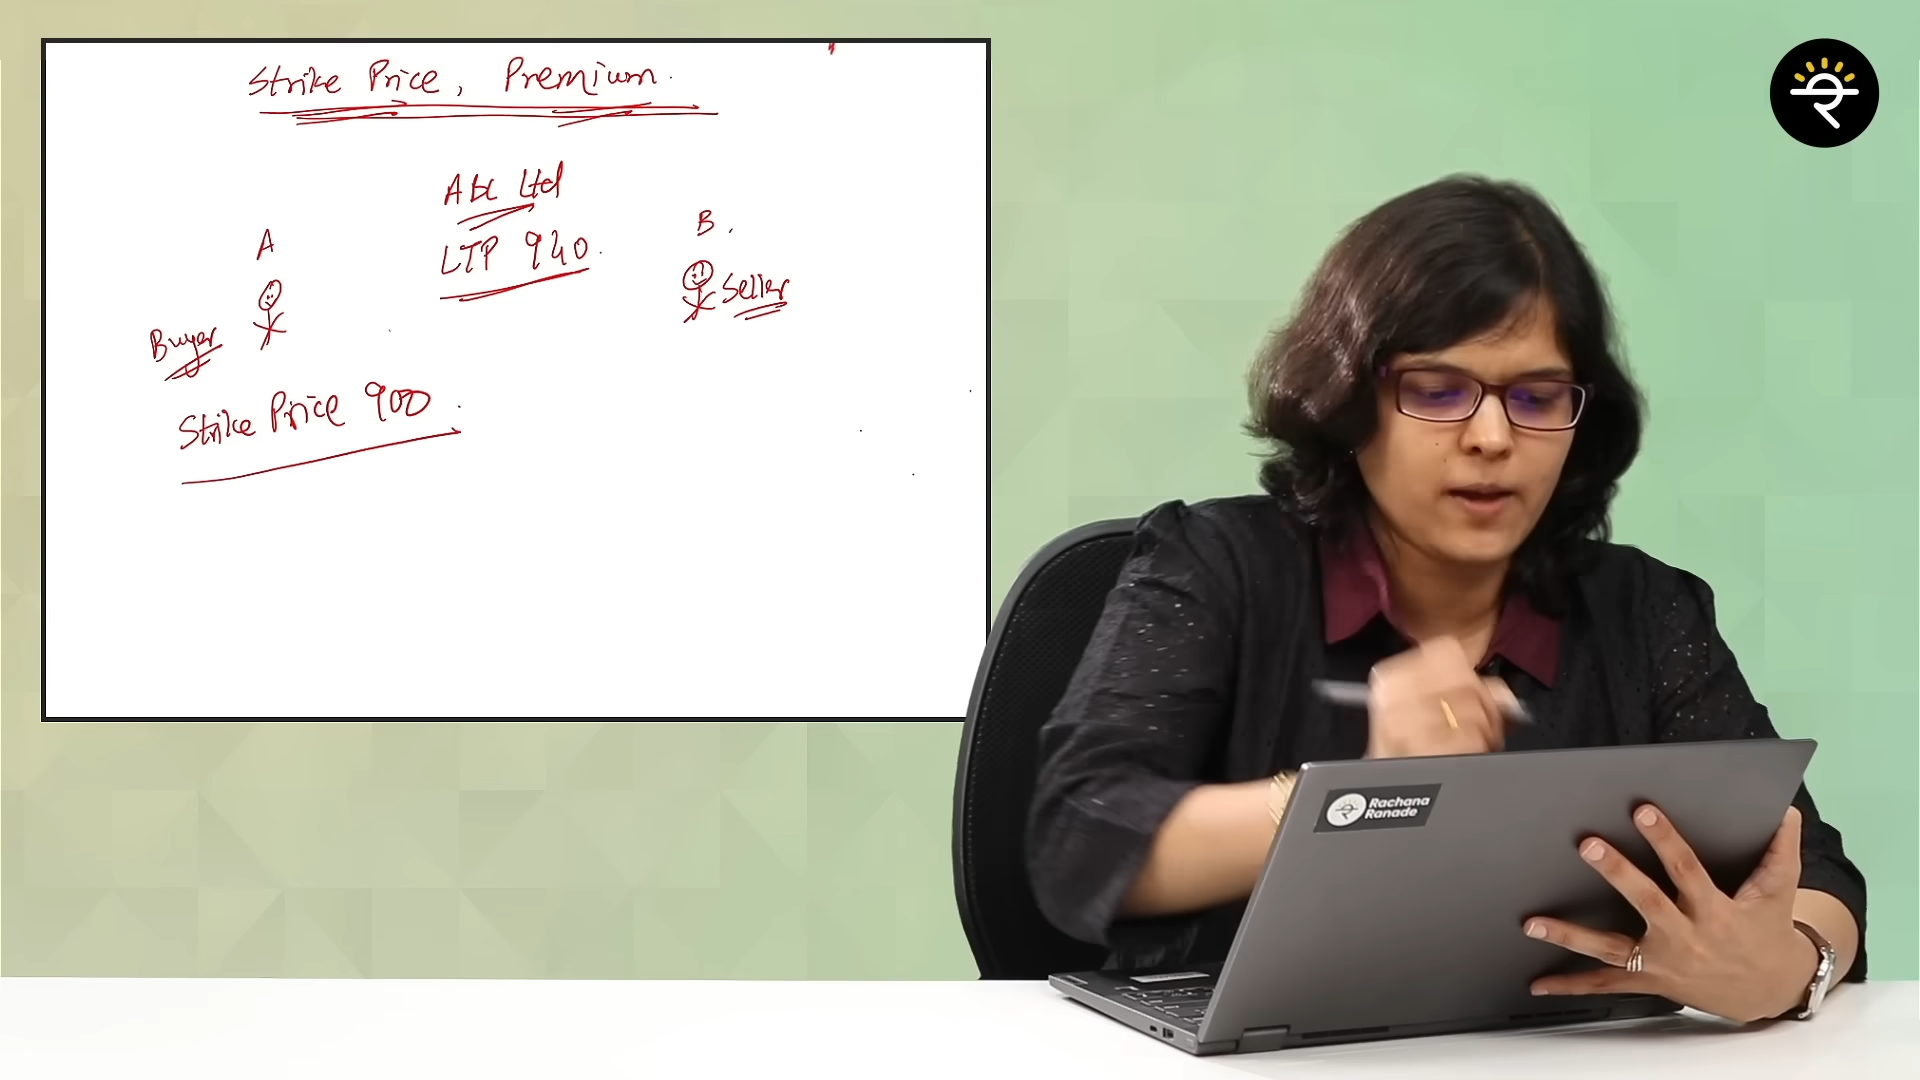 Strike Price, Premium.
Abc Ltd
LTP 940
A
B.
Seller
Buyer
Strike Price 900
Rachana
Ranade